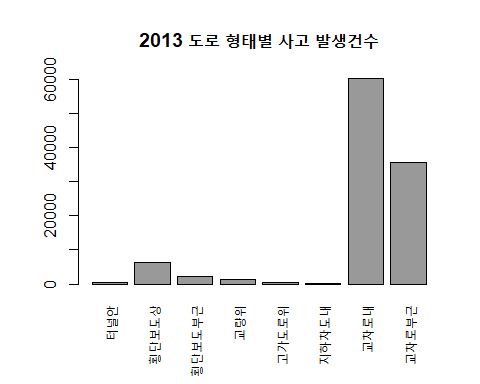 2013 도로 형태별 사고 발생건수
60000
40000
20000
0
터널안
횡단보도상
횡단보도부근
교량위
고가도로위
지하차도내
교차로내
교차로부근